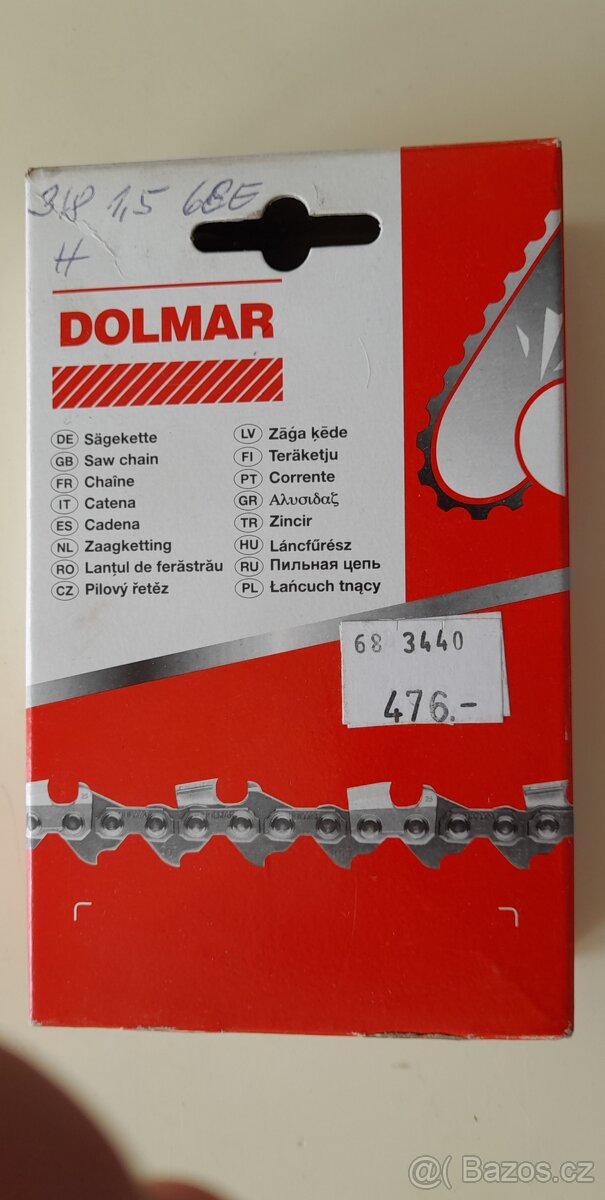 3/8 1,5 68E
H
DOLMAR
DE Sägekette
GB Saw chain
FR Chaîne
IT Catena
ES Cadena
NL Zaagketting
RO Lanțul de ferăstrău
CZ Pilový řetěz
LV Zāģa ķēde
FI Teräketju
PT Corrente
GR Αλυσιδαζ
TR Zincir
HU Láncfűrész
RU Пильная цепь
PL Łańcuch tnący
68 3440
476.-
@( Bazos.cz